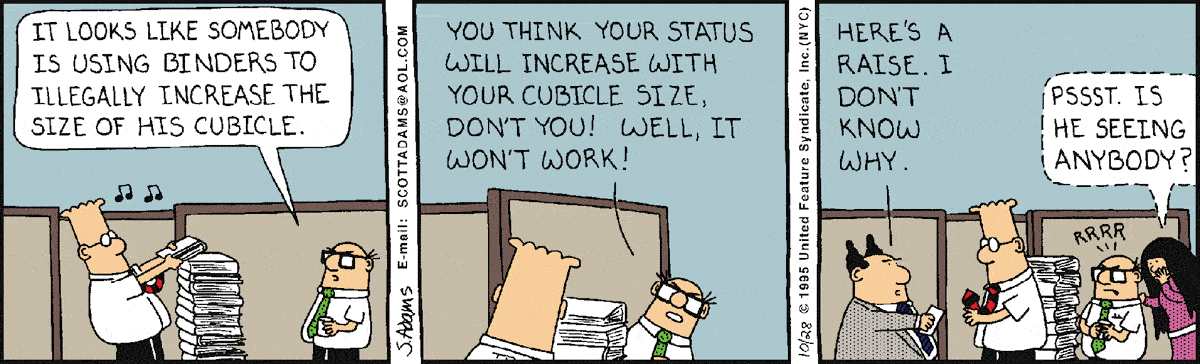 IT LOOKS LIKE SOMEBODY
IS USING BINDERS TO
ILLEGALLY INCREASE THE
SIZE OF HIS CUBICLE.
S.ADAMS E-mail: SCOTTADAMS@AOL.COM
YOU THINK YOUR STATUS
WILL INCREASE WITH
YOUR CUBICLE SIZE,
DON'T YOU! WELL, IT
WON'T WORK!
10/28 © 1995 United Feature Syndicate, Inc.(NYC)
HERE'S A
RAISE. I
DON'T
KNOW
WHY.
PSSST. IS
HE SEEING
ANYBODY?
RRRR